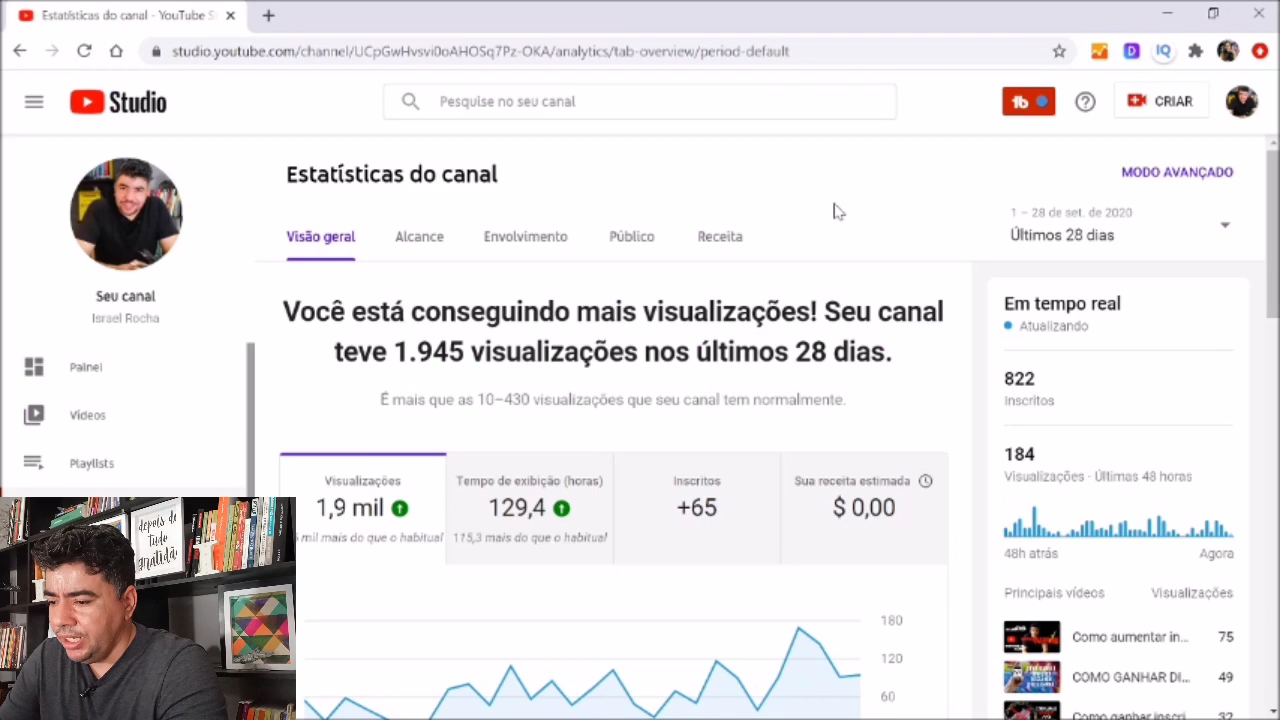 Estatísticas do canal - YouTube S
studio.youtube.com/channel/UCpGwHvsvi0oAHOSq7Pz-OKA/analytics/tab-overview/period-default
Studio
Pesquise no seu canal
CRIAR
Estatísticas do canal
MODO AVANÇADO
1 – 28 de set. de 2020
Últimos 28 dias
Visão geral
Alcance
Envolvimento
Público
Receita
Seu canal
Israel Rocha
Painel
Vídeos
Playlists
Você está conseguindo mais visualizações! Seu canal
teve 1.945 visualizações nos últimos 28 dias.
É mais que as 10–430 visualizações que seu canal tem normalmente.
Visualizações
1,9 mil
mil mais do que o habitual
Tempo de exibição (horas)
129,4
115,3 mais do que o habitual
Inscritos
+65
Sua receita estimada
$ 0,00
180
120
60
Em tempo real
Atualizando
822
Inscritos
184
Visualizações · Últimas 48 horas
48h atrás
Agora
Principais vídeos
Visualizações
Como aumentar in...
75
COMO GANHAR DI...
49
Como ganhar inscri
32
depois de
tudo
gratidão